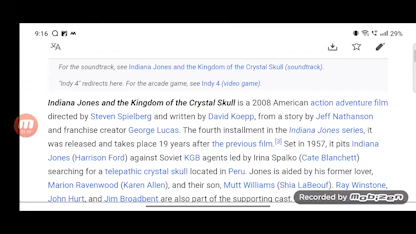 9:16
29%
For the soundtrack, see Indiana Jones and the Kingdom of the Crystal Skull (soundtrack).
"Indy 4" redirects here. For the arcade game, see Indy 4 (video game).
Indiana Jones and the Kingdom of the Crystal Skull is a 2008 American action adventure film
directed by Steven Spielberg and written by David Koepp, from a story by Jeff Nathanson
and franchise creator George Lucas. The fourth installment in the Indiana Jones series, it
was released and takes place 19 years after the previous film.[3] Set in 1957, it pits Indiana
Jones (Harrison Ford) against Soviet KGB agents led by Irina Spalko (Cate Blanchett)
searching for a telepathic crystal skull located in Peru. Jones is aided by his former lover,
Marion Ravenwood (Karen Allen), and their son, Mutt Williams (Shia LaBeouf). Ray Winstone,
John Hurt, and Jim Broadbent are also part of the supporting cast.
Recorded by Mobizen